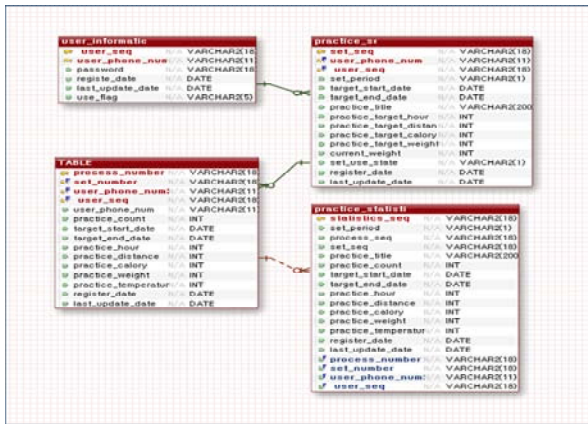 user_informatic
user_seq N/A VARCHAR2(18)
user_phone_num N/A VARCHAR2(11)
password N/A VARCHAR2(18)
registe_date N/A DATE
last_update_date N/A DATE
use_flag N/A VARCHAR2(5)
practice_se
set_seq N/A VARCHAR2(18)
user_phone_num N/A VARCHAR2(11)
user_seq N/A VARCHAR2(18)
set_period N/A VARCHAR2(1)
target_start_date N/A DATE
target_end_date N/A DATE
practice_title N/A VARCHAR2(200
practice_target_hour N/A INT
practice_target_distan N/A INT
practice_target_calory N/A INT
practice_target_weight N/A INT
current_weight N/A INT
set_use_state N/A VARCHAR2(1)
register_date N/A DATE
last_update_date N/A DATE
TABLE
process_number N/A VARCHAR2(18)
set_number N/A VARCHAR2(18)
user_phone_num N/A VARCHAR2(11)
user_seq N/A VARCHAR2(18)
user_phone_num N/A VARCHAR2(11)
practice_count N/A INT
target_start_date N/A DATE
target_end_date N/A DATE
practice_hour N/A INT
practice_distance N/A INT
practice_calory N/A INT
practice_weight N/A INT
practice_temperatur N/A INT
register_date N/A DATE
last_update_date N/A DATE
practice_statisti
statistics_seq N/A VARCHAR2(18)
set_period N/A VARCHAR2(1)
process_seq N/A VARCHAR2(18)
set_seq N/A VARCHAR2(18)
practice_title N/A VARCHAR2(200
practice_count N/A INT
target_start_date N/A DATE
target_end_date N/A DATE
practice_hour N/A INT
practice_distance N/A INT
practice_calory N/A INT
practice_weight N/A INT
practice_temperatur N/A INT
register_date N/A DATE
last_update_date N/A DATE
process_number N/A VARCHAR2(18)
set_number N/A VARCHAR2(18)
user_phone_num N/A VARCHAR2(11)
user_seq N/A VARCHAR2(18)